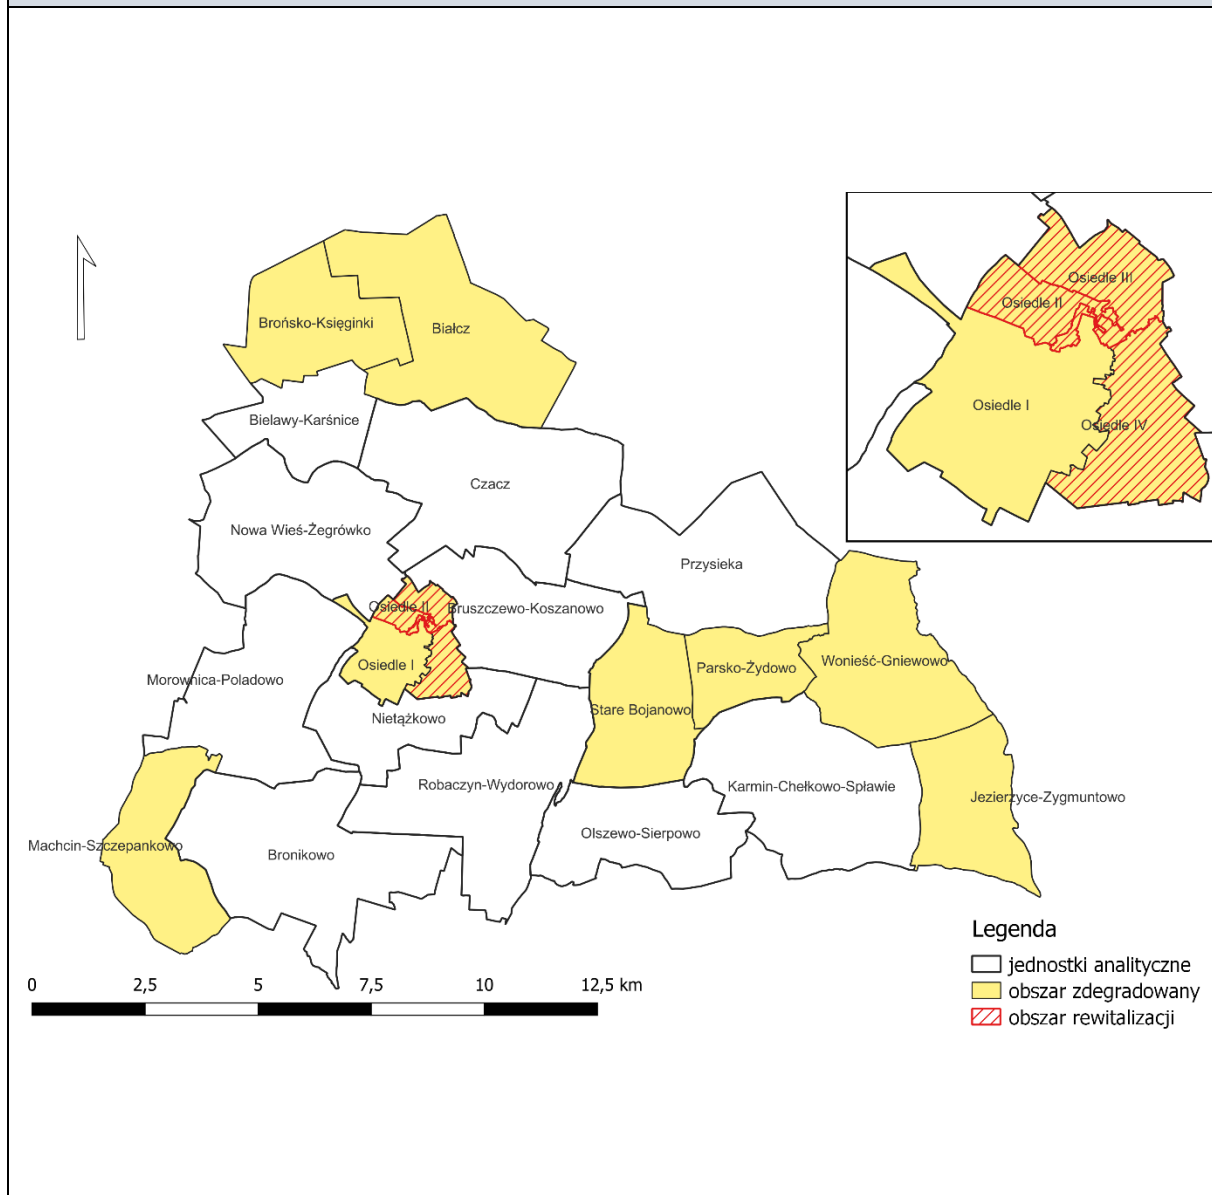 Brońsko-Księginki
Białcz
Bielawy-Karśnice
Czacz
Nowa Wieś-Żegrówko
Przysieka
Osiedle II
Bruszczewo-Koszanowo
Osiedle I
Morownica-Poladowo
Nietążkowo
Stare Bojanowo
Parsko-Żydowo
Wonieść-Gniewowo
Robaczyn-Wydorowo
Karmin-Chełkowo-Spławie
Jezierzyce-Zygmuntowo
Olszewo-Sierpowo
Machcin-Szczepankowo
Bronikowo
Osiedle III
Osiedle II
Osiedle I
Osiedle IV
0 2,5 5 7,5 10 12,5 km
Legenda
jednostki analityczne
obszar zdegradowany
obszar rewitalizacji